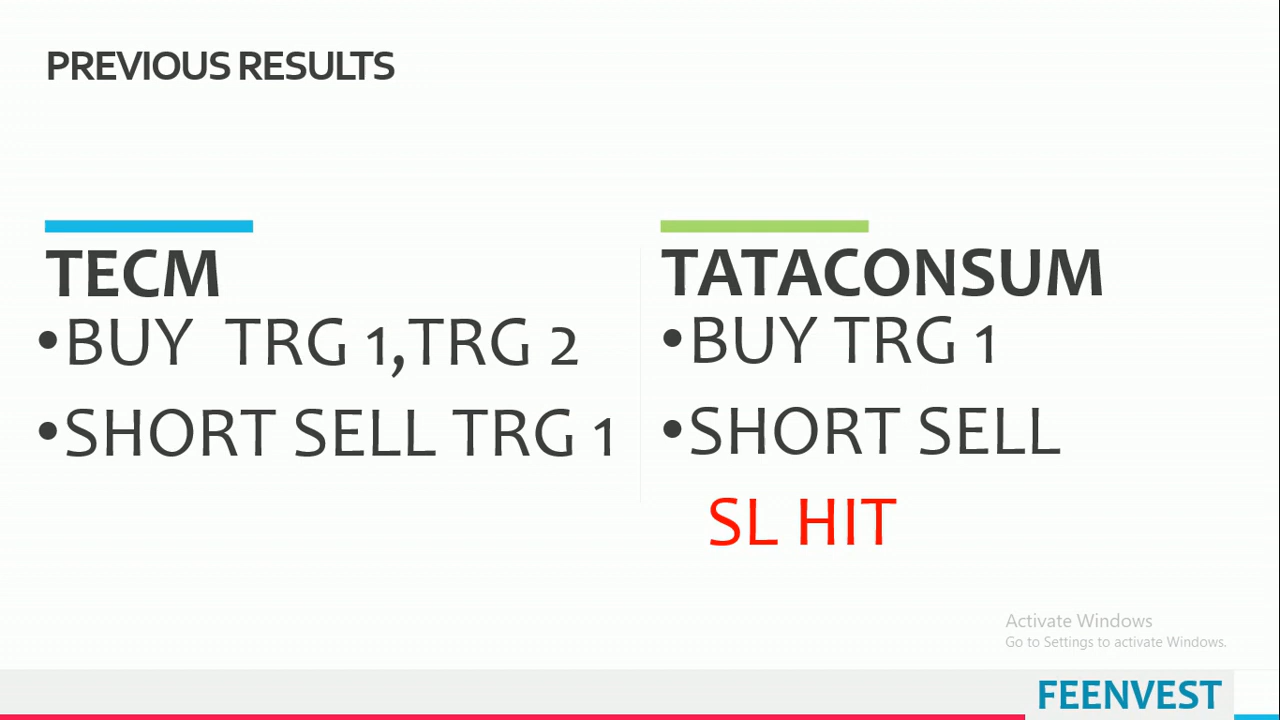 PREVIOUS RESULTS
TECM
•BUY TRG 1,TRG 2
•SHORT SELL TRG 1
TATACONSUM
•BUY TRG 1
•SHORT SELL
SL HIT
Activate Windows
Go to Settings to activate Windows.
FEENVEST